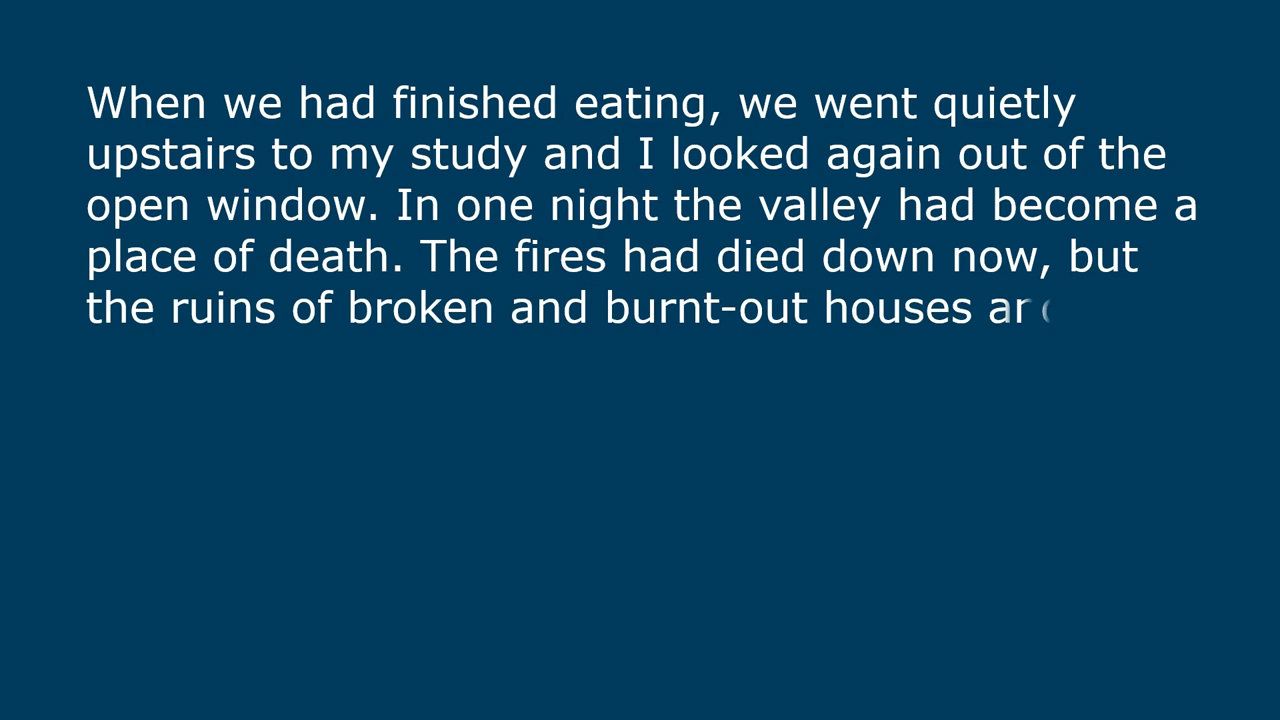 When we had finished eating, we went quietly
upstairs to my study and I looked again out of the
open window. In one night the valley had become a
place of death. The fires had died down now, but
the ruins of broken and burnt-out houses